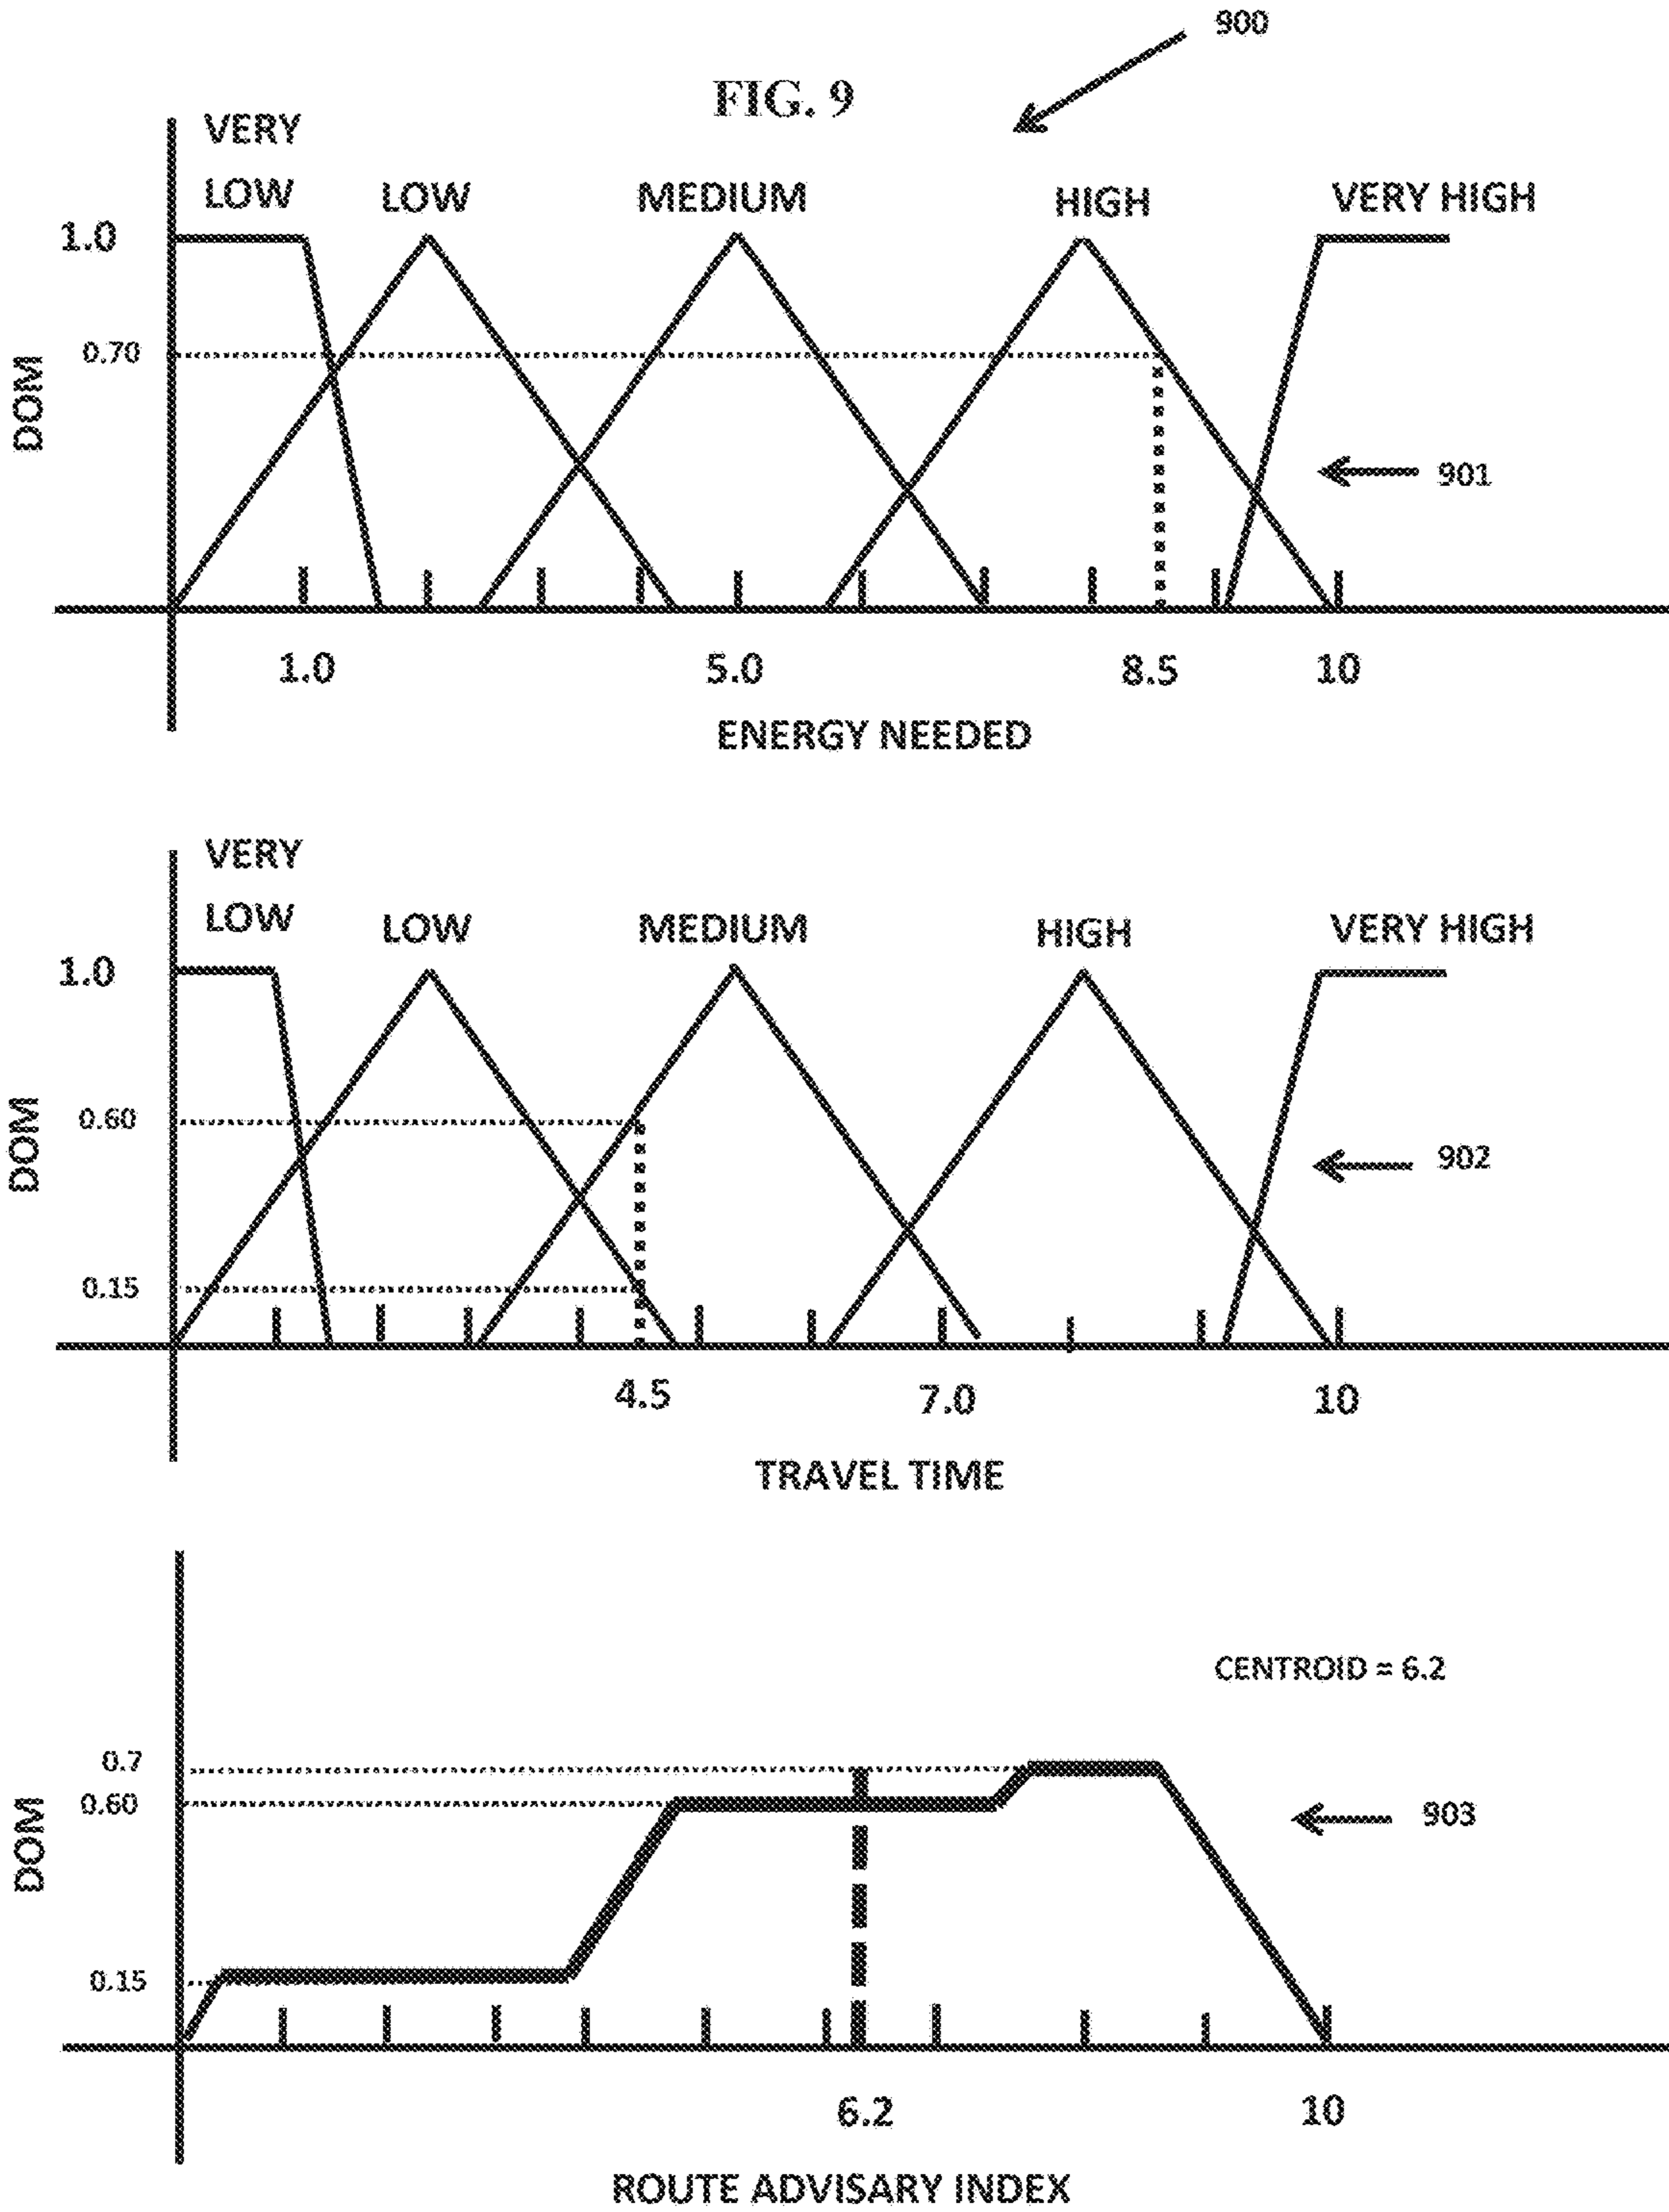 900
FIG. 9
VERY
LOW
LOW
MEDIUM
HIGH
VERY HIGH
1.0
0.70
DOM
901
1.0
5.0
8.5
10
ENERGY NEEDED
VERY
LOW
LOW
MEDIUM
HIGH
VERY HIGH
1.0
0.60
DOM
902
0.15
4.5
7.0
10
TRAVEL TIME
CENTROID = 6.2
0.7
0.60
DOM
903
0.15
6.2
10
ROUTE ADVISARY INDEX